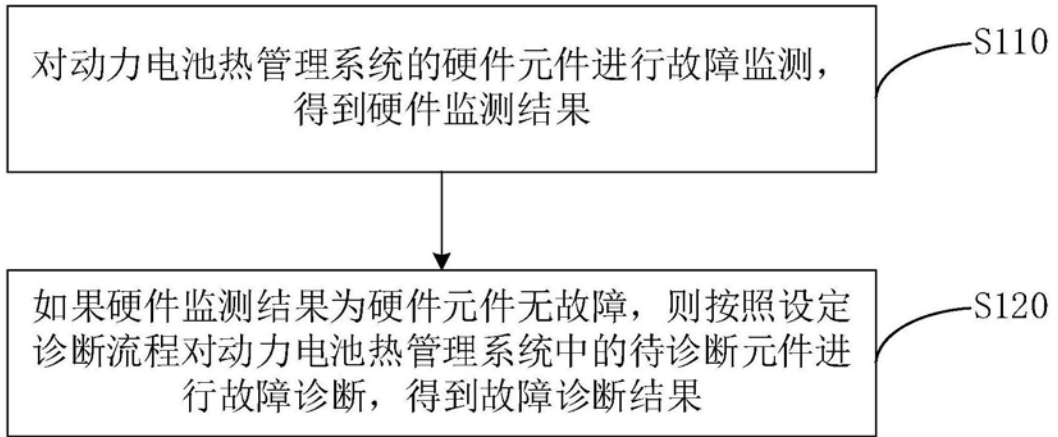 对动力电池热管理系统的硬件元件进行故障监测，
得到硬件监测结果
S110
如果硬件监测结果为硬件元件无故障，则按照设定
诊断流程对动力电池热管理系统中的待诊断元件进
行故障诊断，得到故障诊断结果
S120